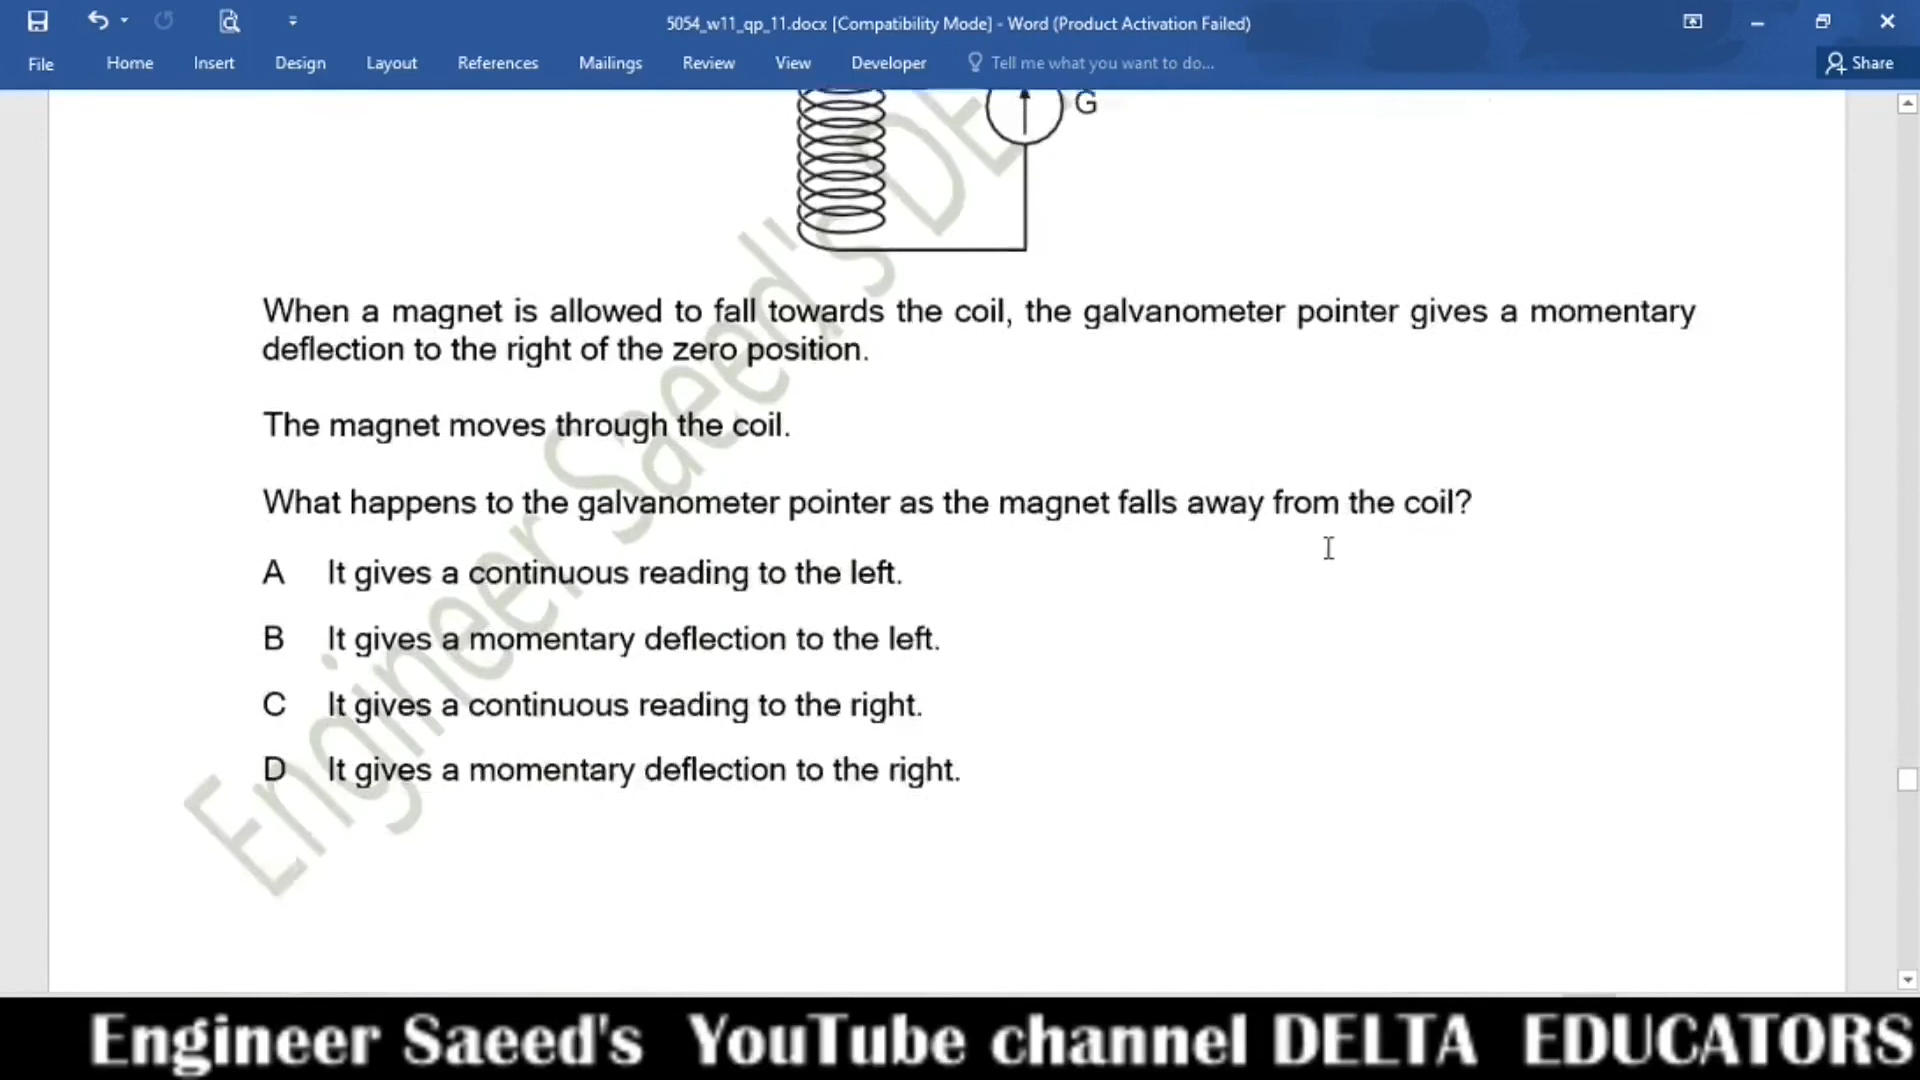 5054_w11_qp_11.docx [Compatibility Mode] - Word (Product Activation Failed)
File Home Insert Design Layout References Mailings Review View Developer Tell me what you want to do... Share
G
When a magnet is allowed to fall towards the coil, the galvanometer pointer gives a momentary
deflection to the right of the zero position.
The magnet moves through the coil.
What happens to the galvanometer pointer as the magnet falls away from the coil?
A It gives a continuous reading to the left.
B It gives a momentary deflection to the left.
C It gives a continuous reading to the right.
D It gives a momentary deflection to the right.
Engineer Saeed's DE
Engineer Saeed's YouTube channel DELTA EDUCATORS